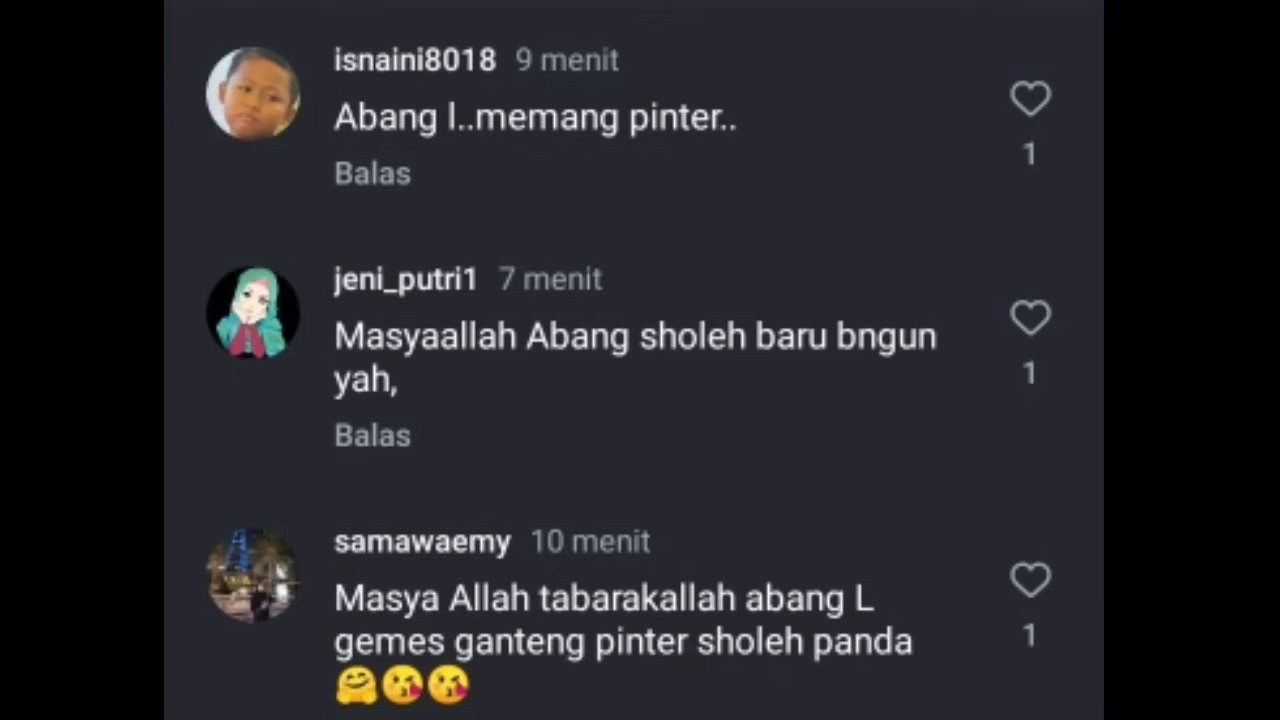 isnaini8018 9 menit
Abang l..memang pinter..
1
Balas
jeni_putri1 7 menit
Masyaallah Abang sholeh baru bngun
yah,
1
Balas
samawaemy 10 menit
Masya Allah tabarakallah abang L
gemes ganteng pinter sholeh panda
1
🤗😘😘